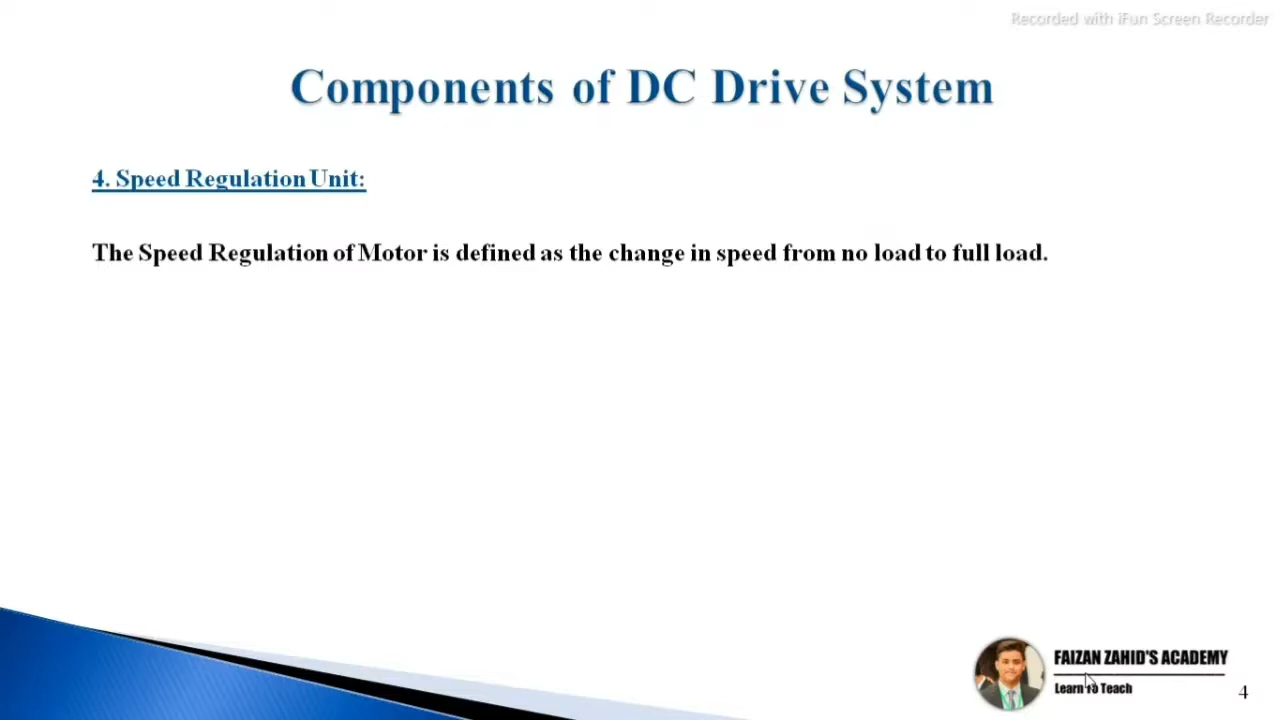 Recorded with iFun Screen Recorder
Components of DC Drive System
4. Speed Regulation Unit:
The Speed Regulation of Motor is defined as the change in speed from no load to full load.
FAIZAN ZAHID'S ACADEMY
Learn To Teach
4